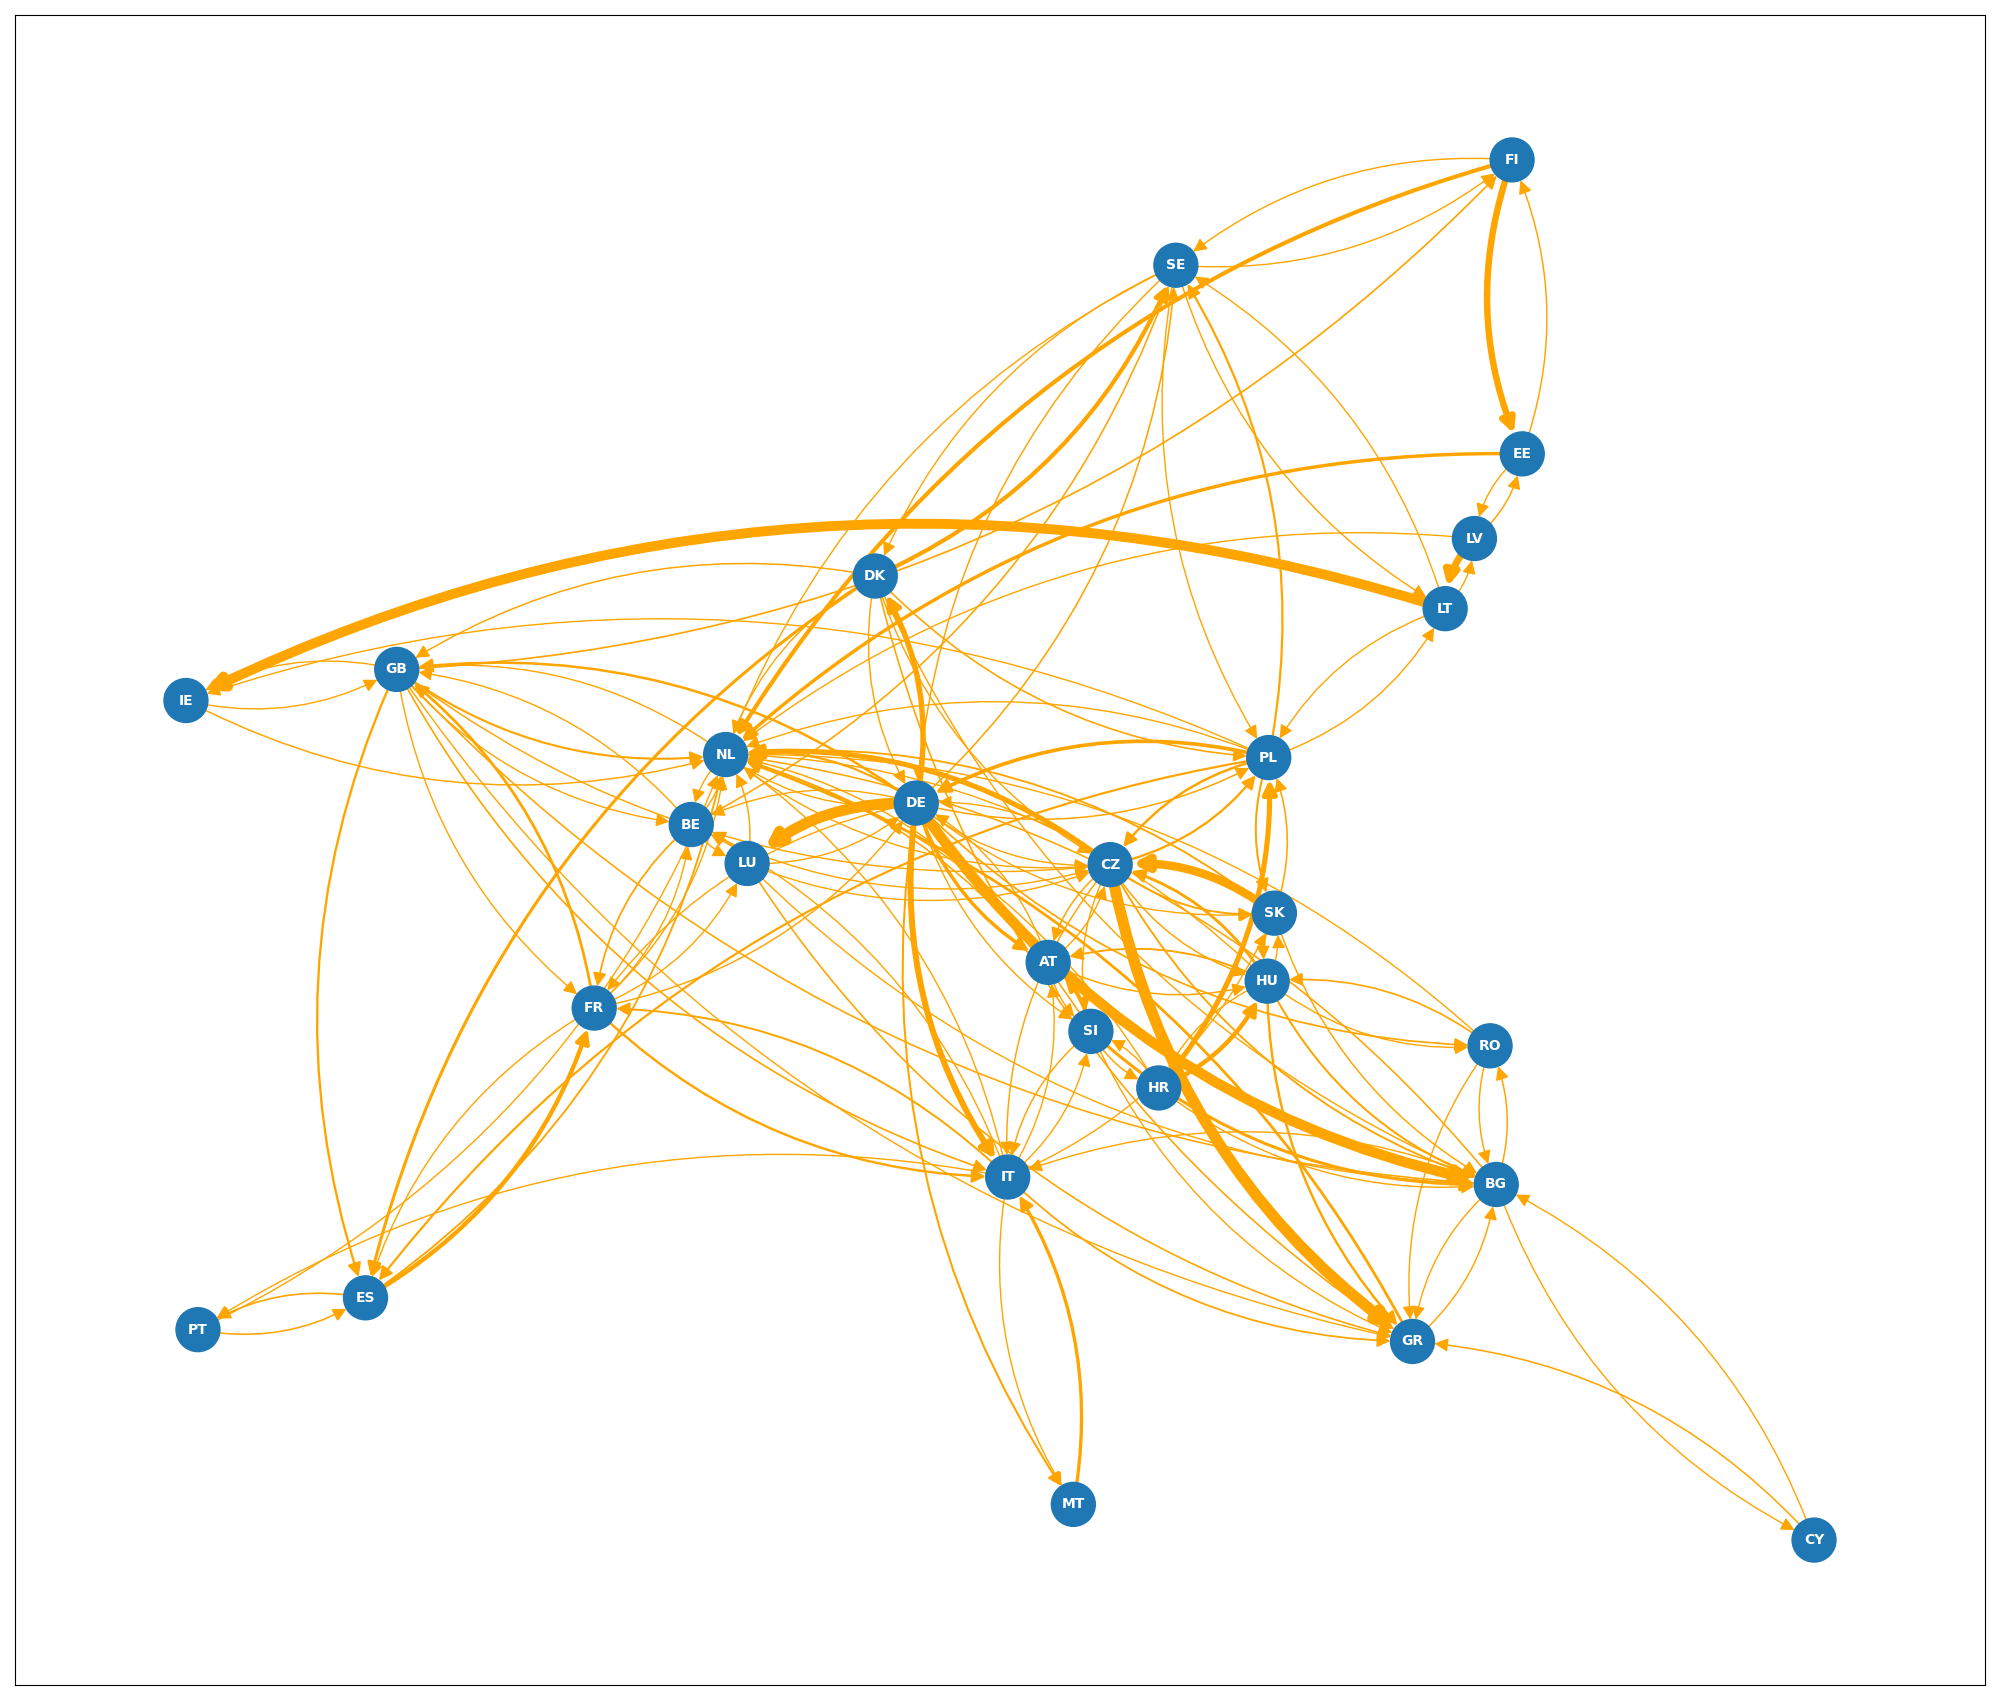 FI
SE
EE
LV
DK
LT
GB
IE
NL
PL
DE
BE
LU
CZ
SK
AT
HU
FR
SI
RO
HR
IT
BG
ES
PT
GR
MT
CY